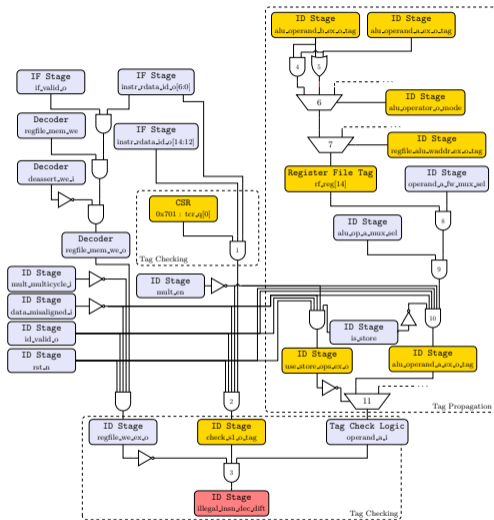 ID Stage
alu_operand_b_ex_o_tag
ID Stage
alu_operand_a_ex_o_tag
4
5
IF Stage
if_valid_o
IF Stage
instr_rdata_id_o[6:0]
6
ID Stage
alu_operator_o_mode
Decoder
regfile_mem_we
IF Stage
instr_rdata_id_o[14:12]
7
ID Stage
regfile_alu_waddr_ex_o_tag
Decoder
deassert_we_i
Register File Tag
rf_reg[14]
ID Stage
operand_a_fw_mux_sel
CSR
0x701 : tcr_q[0]
8
Decoder
regfile_mem_we_o
1
ID Stage
alu_op_a_mux_sel
Tag Checking
9
ID Stage
mult_multicycle_i
ID Stage
mult_en
ID Stage
data_misaligned_i
10
ID Stage
id_valid_o
ID Stage
is_store
ID Stage
rst_n
ID Stage
use_store_ops_ex_o
ID Stage
alu_operand_a_ex_o_tag
2
11
Tag Propagation
ID Stage
regfile_we_ex_o
ID Stage
check_s1_o_tag
Tag Check Logic
operand_a_i
3
ID Stage
illegal_insn_dec_dift
Tag Checking